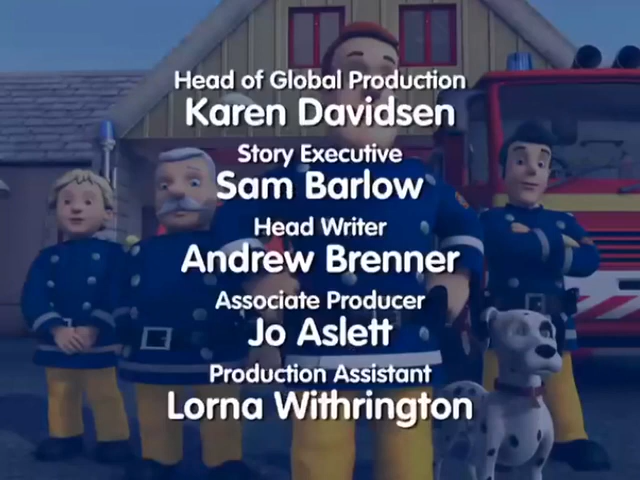 Head of Global Production
Karen Davidsen
Story Executive
Sam Barlow
Head Writer
Andrew Brenner
Associate Producer
Jo Aslett
Production Assistant
Lorna Withrington